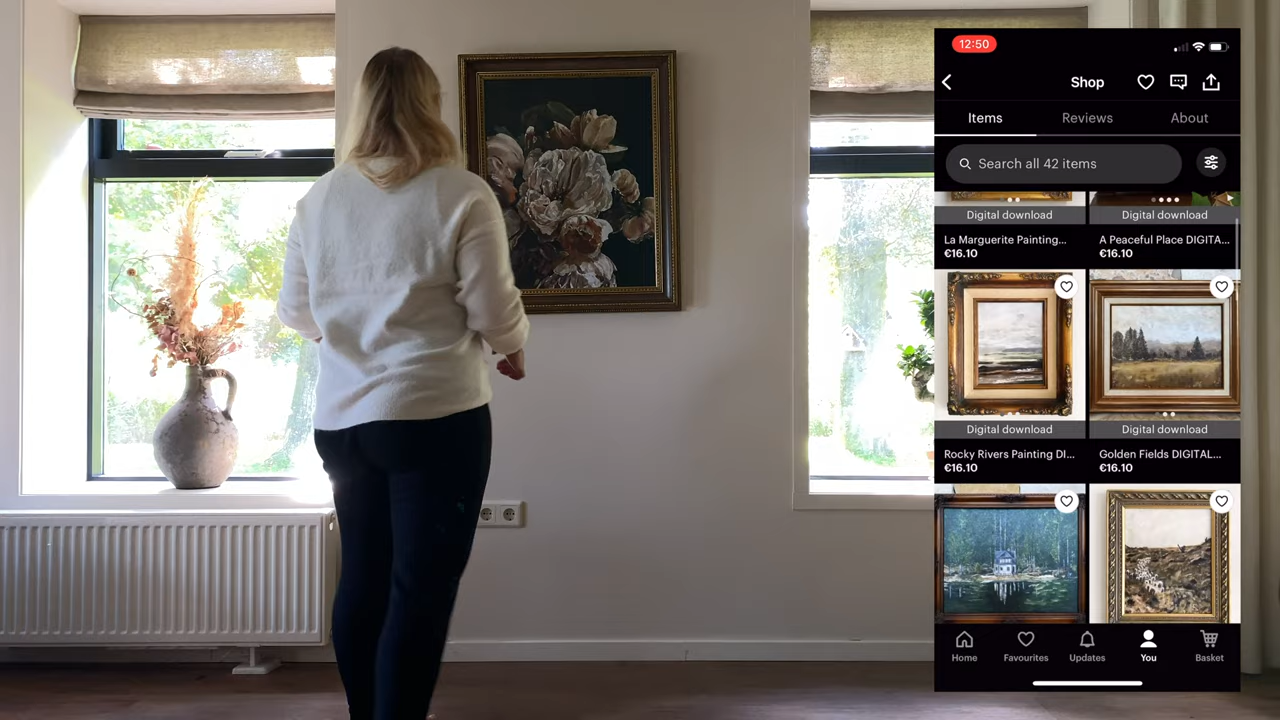 12:50
Shop
Items Reviews About
Search all 42 items
Digital download Digital download
La Marguerite Painting... A Peaceful Place DIGITA...
€16.10 €16.10
Digital download Digital download
Rocky Rivers Painting DI... Golden Fields DIGITAL...
€16.10 €16.10
Home Favourites Updates You Basket